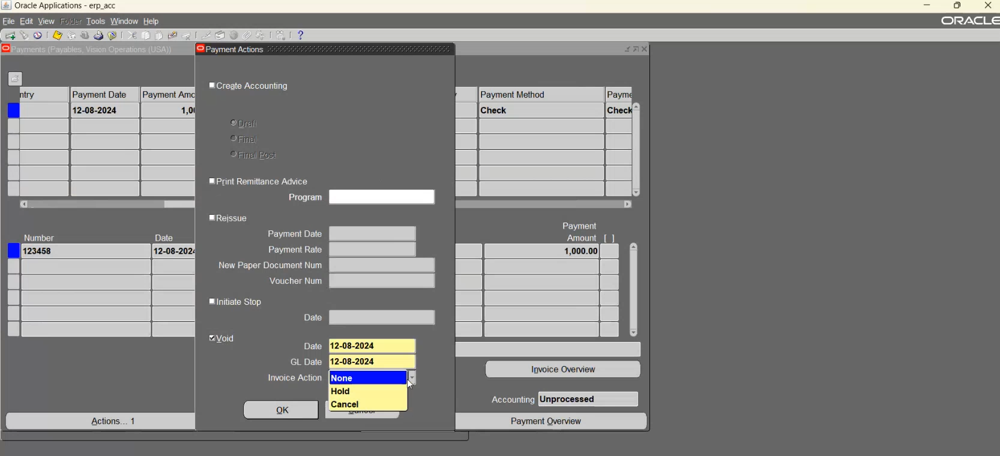 Oracle Applications - erp_acc
File Edit View Folder Tools Window Help
ORACLE
Payments (Payables, Vision Operations (USA))
Payment Actions
Create Accounting
ntry Payment Date Payment Amo Payment Method Payme
12-08-2024 1,0 Check Check
Draft
Final
Final Post
Print Remittance Advice
Program
Reissue
Payment Date
Payment Rate
New Paper Document Num
Voucher Num
Payment
Number Date Amount [ ]
123458 12-08-2024 1,000.00
Initiate Stop
Date
Void
Date 12-08-2024
GL Date 12-08-2024
Invoice Action None
Hold
Cancel
Invoice Overview
Accounting Unprocessed
OK
Actions... 1
Payment Overview